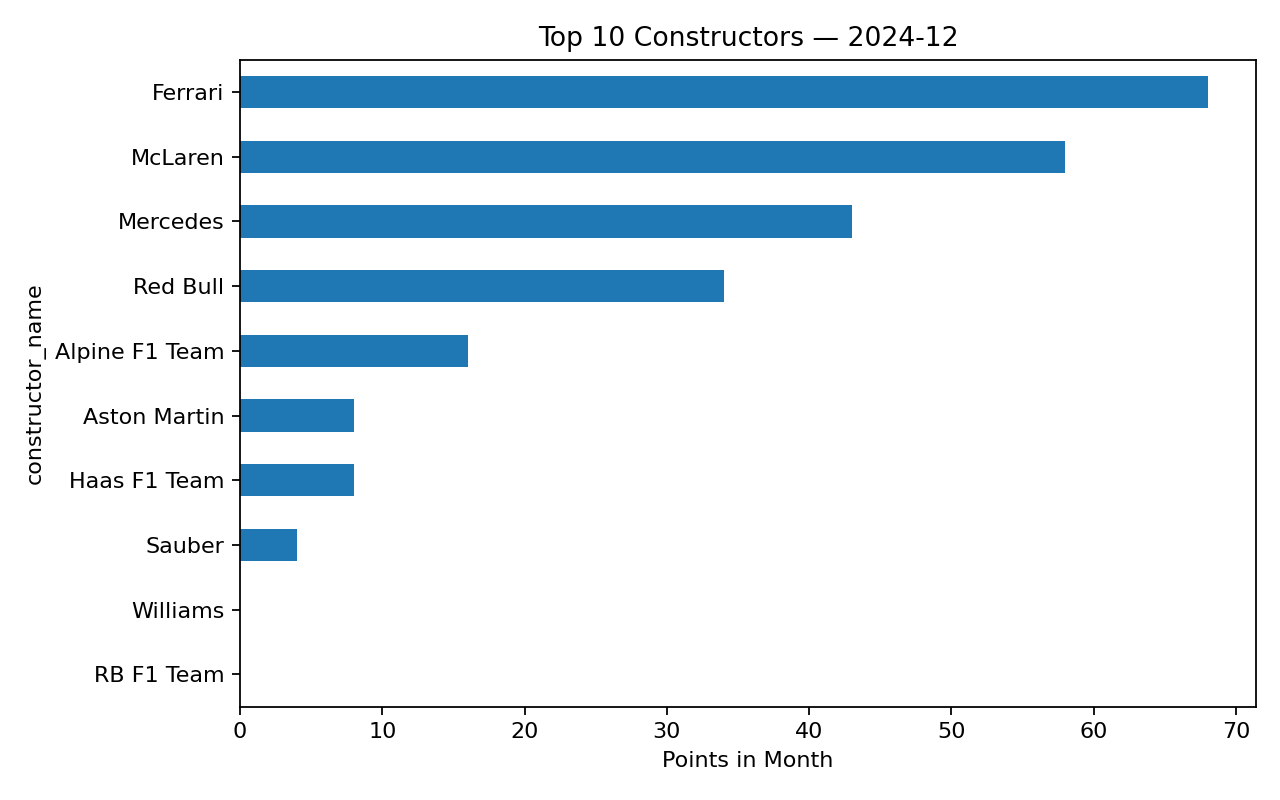 Top 10 Constructors — 2024-12
constructor_name
Ferrari
McLaren
Mercedes
Red Bull
Alpine F1 Team
Aston Martin
Haas F1 Team
Sauber
Williams
RB F1 Team
0 10 20 30 40 50 60 70
Points in Month